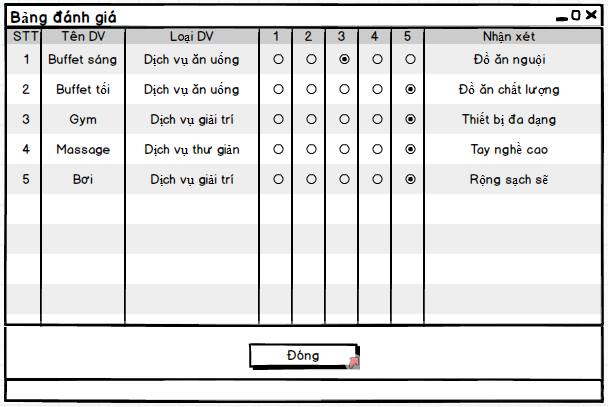 Bảng đánh giá
STT Tên DV Loại DV 1 2 3 4 5 Nhận xét
1 Buffet sáng Dịch vụ ăn uống Đồ ăn nguội
2 Buffet tối Dịch vụ ăn uống Đồ ăn chất lượng
3 Gym Dịch vụ giải trí Thiết bị đa dạng
4 Massage Dịch vụ thư giãn Tay nghề cao
5 Bơi Dịch vụ giải trí Rộng sạch sẽ
Đóng